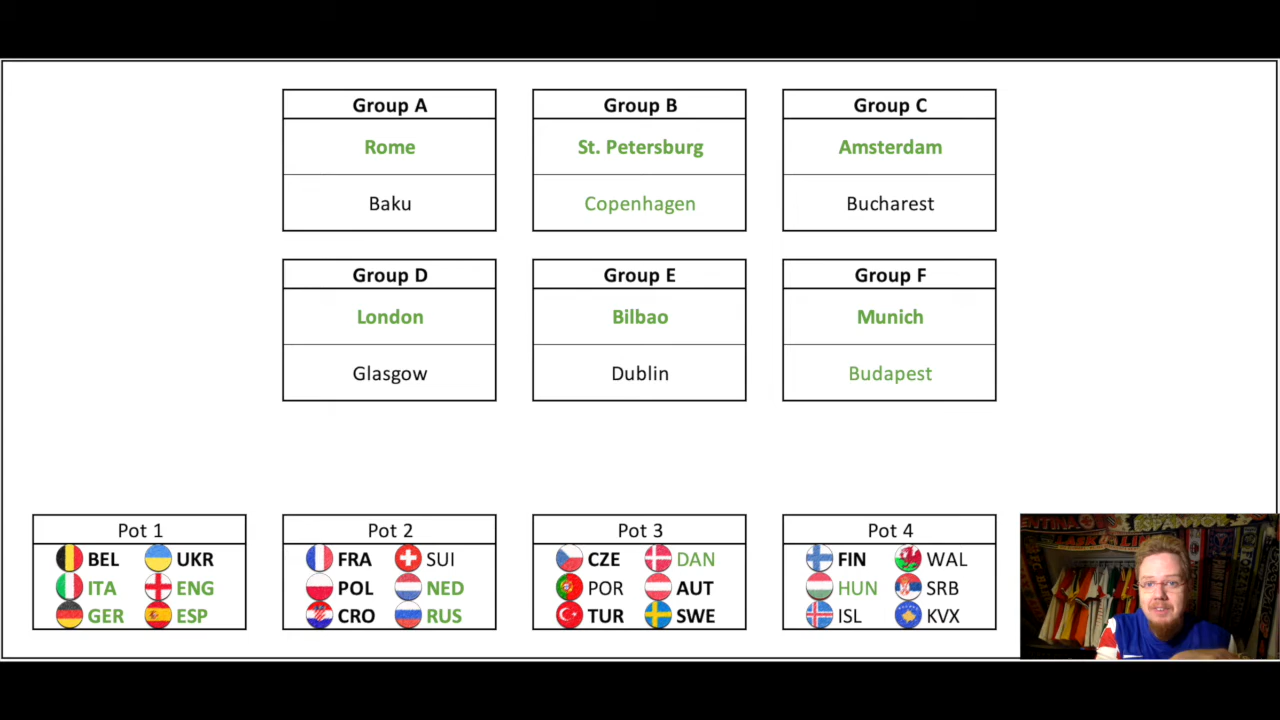 Group A
Rome
Baku
Group B
St. Petersburg
Copenhagen
Group C
Amsterdam
Bucharest
Group D
London
Glasgow
Group E
Bilbao
Dublin
Group F
Munich
Budapest
Pot 1
BEL UKR
ITA ENG
GER ESP
Pot 2
FRA SUI
POL NED
CRO RUS
Pot 3
CZE DAN
POR AUT
TUR SWE
Pot 4
FIN WAL
HUN SRB
ISL KVX
ESPANYOL